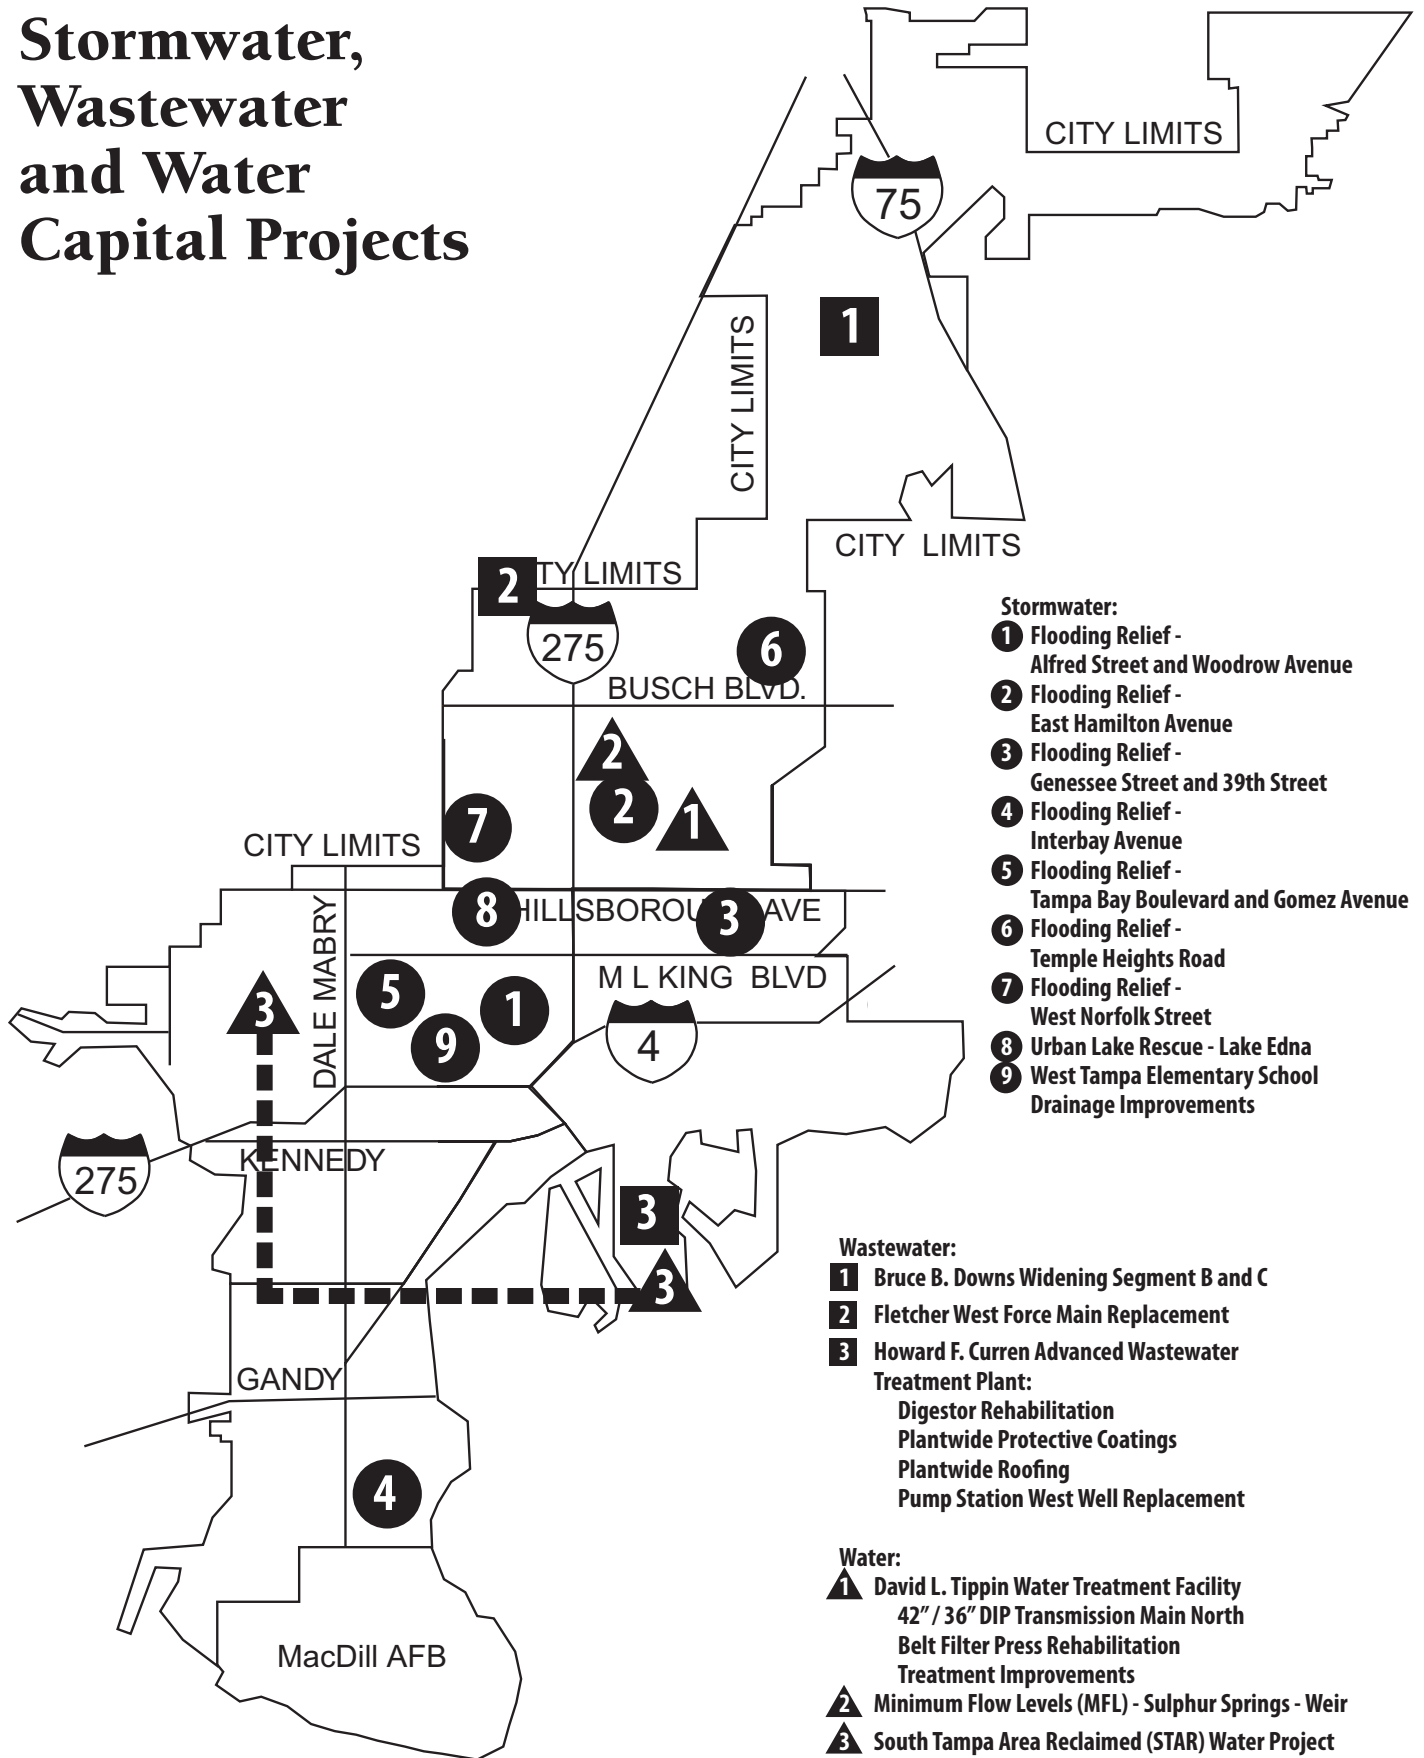 Stormwater,
Wastewater
and Water
Capital Projects
CITY LIMITS
75
1
CITY LIMITS
CITY LIMITS
2
TY LIMITS
275
6
BUSCH BLVD.
2
2
1
7
CITY LIMITS
8
HILLSBOROU
3
AVE
DALE MABRY
M L KING BLVD
3
5
1
9
4
KENNEDY
275
3
3
GANDY
4
MacDill AFB
Stormwater:
1 Flooding Relief -
Alfred Street and Woodrow Avenue
2 Flooding Relief -
East Hamilton Avenue
3 Flooding Relief -
Genessee Street and 39th Street
4 Flooding Relief -
Interbay Avenue
5 Flooding Relief -
Tampa Bay Boulevard and Gomez Avenue
6 Flooding Relief -
Temple Heights Road
7 Flooding Relief -
West Norfolk Street
8 Urban Lake Rescue - Lake Edna
9 West Tampa Elementary School
Drainage Improvements
Wastewater:
1 Bruce B. Downs Widening Segment B and C
2 Fletcher West Force Main Replacement
3 Howard F. Curren Advanced Wastewater
Treatment Plant:
Digestor Rehabilitation
Plantwide Protective Coatings
Plantwide Roofing
Pump Station West Well Replacement
Water:
1 David L. Tippin Water Treatment Facility
42” / 36” DIP Transmission Main North
Belt Filter Press Rehabilitation
Treatment Improvements
2 Minimum Flow Levels (MFL) - Sulphur Springs - Weir
3 South Tampa Area Reclaimed (STAR) Water Project